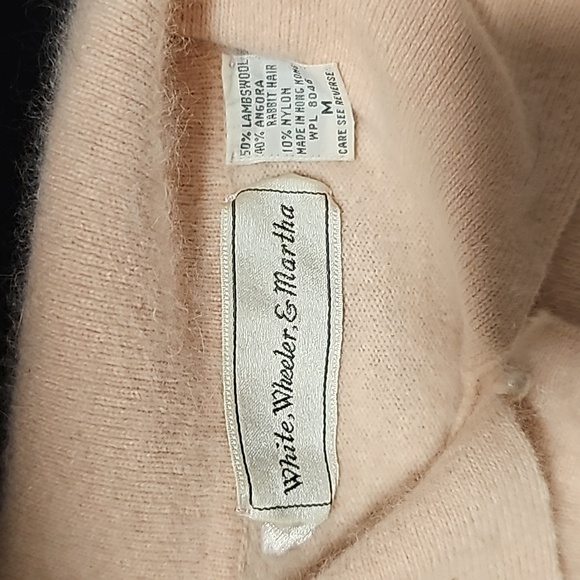 50% LAMBSWOOL
40% ANGORA
RABBIT HAIR
10% NYLON
MADE IN HONG KONG
WPL 8046
M
CARE SEE REVERSE
White, Wheeler, & Martha